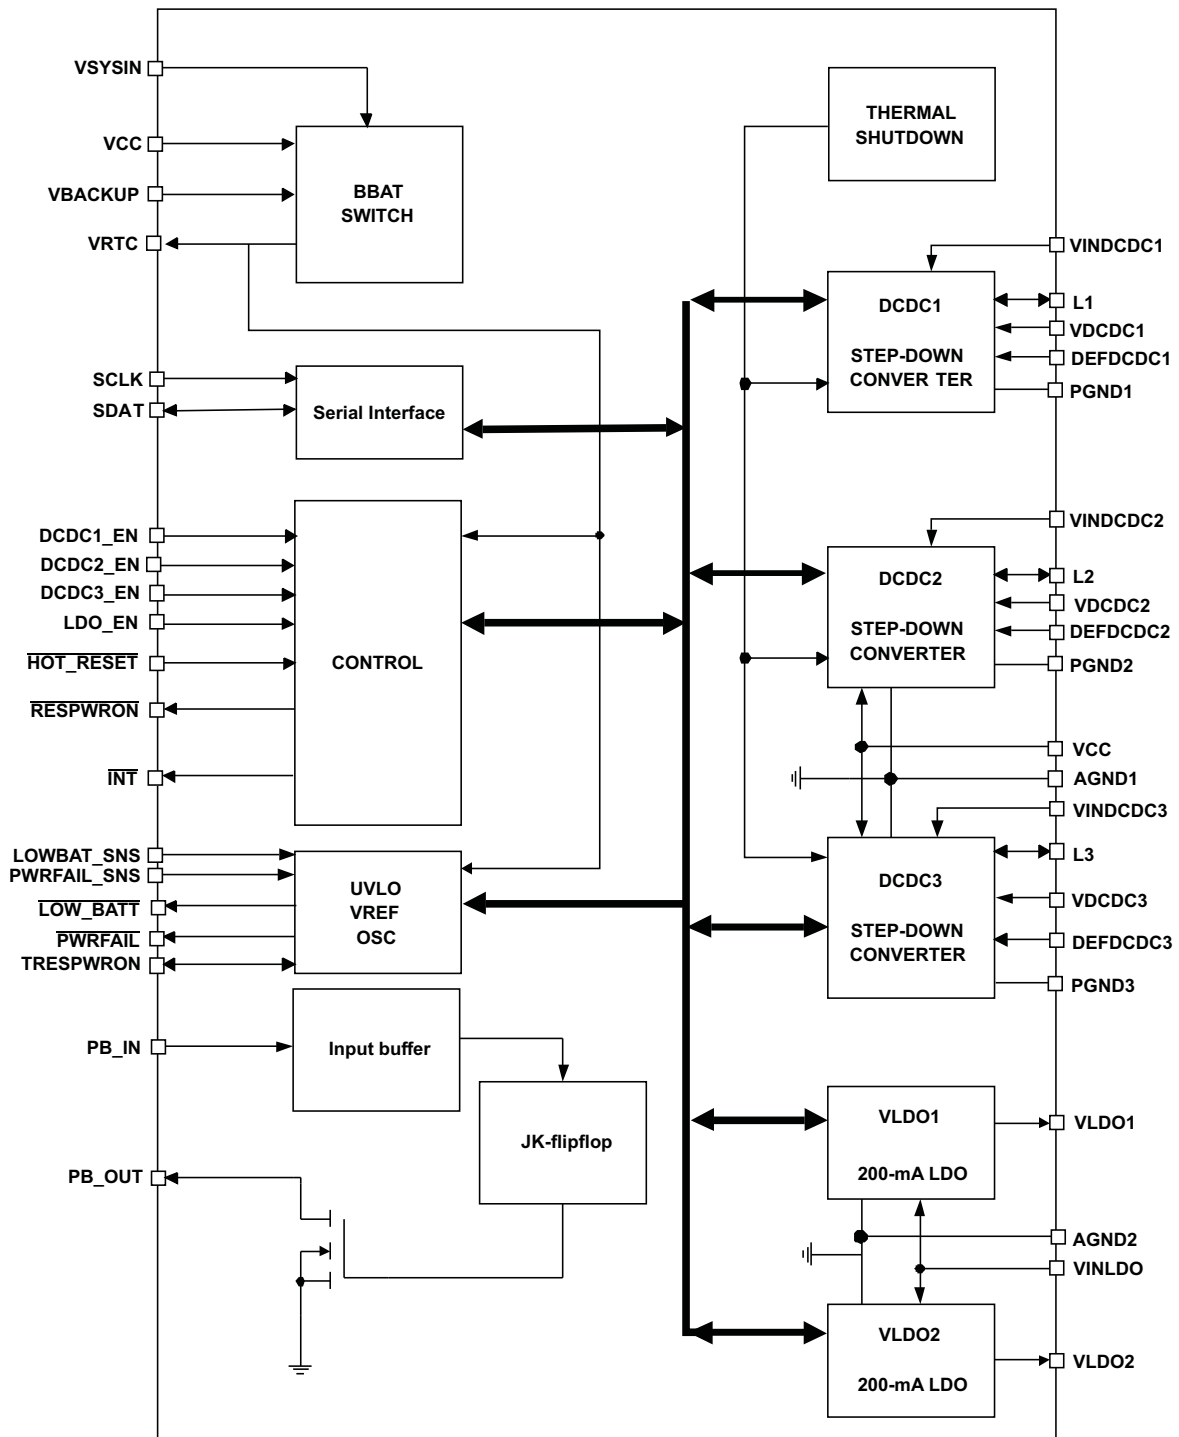 VSYSIN
VCC
VBACKUP
VRTC
BBAT
SWITCH
THERMAL
SHUTDOWN
SCLK
SDAT
Serial Interface
DCDC1_EN
DCDC2_EN
DCDC3_EN
LDO_EN
HOT_RESET
RESPWRON
INT
CONTROL
LOWBAT_SNS
PWRFAIL_SNS
LOW_BATT
PWRFAIL
TRESPWRON
UVLO
VREF
OSC
PB_IN
Input buffer
JK-flipflop
PB_OUT
DCDC1
STEP-DOWN
CONVER TER
VINDCDC1
L1
VDCDC1
DEFDCDC1
PGND1
DCDC2
STEP-DOWN
CONVERTER
VINDCDC2
L2
VDCDC2
DEFDCDC2
PGND2
VCC
AGND1
VINDCDC3
DCDC3
STEP-DOWN
CONVERTER
L3
VDCDC3
DEFDCDC3
PGND3
VLDO1
200-mA LDO
VLDO1
AGND2
VINLDO
VLDO2
200-mA LDO
VLDO2